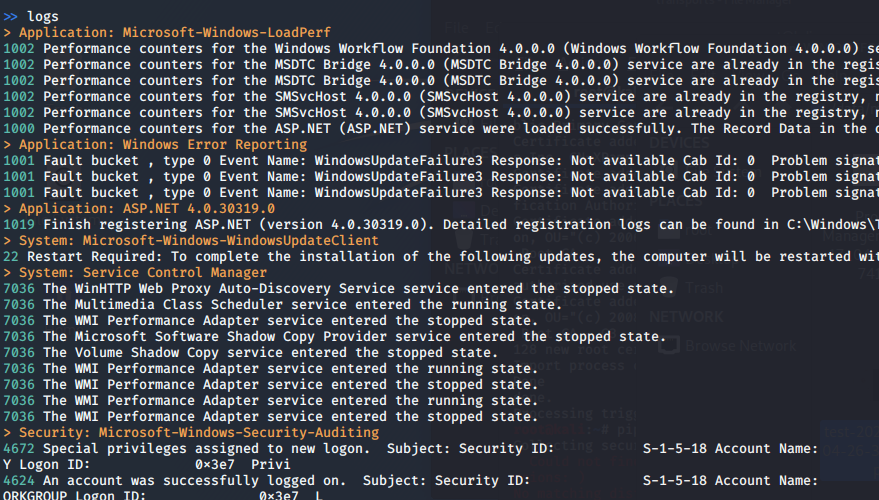 >> logs
> Application: Microsoft-Windows-LoadPerf
1002 Performance counters for the Windows Workflow Foundation 4.0.0.0 (Windows Workflow Foundation 4.0.0.0) se
1002 Performance counters for the MSDTC Bridge 4.0.0.0 (MSDTC Bridge 4.0.0.0) service are already in the regis
1002 Performance counters for the MSDTC Bridge 4.0.0.0 (MSDTC Bridge 4.0.0.0) service are already in the regis
1002 Performance counters for the SMSvcHost 4.0.0.0 (SMSvcHost 4.0.0.0) service are already in the registry, n
1002 Performance counters for the SMSvcHost 4.0.0.0 (SMSvcHost 4.0.0.0) service are already in the registry, n
1000 Performance counters for the ASP.NET (ASP.NET) service were loaded successfully. The Record Data in the d
> Application: Windows Error Reporting
1001 Fault bucket , type 0 Event Name: WindowsUpdateFailure3 Response: Not available Cab Id: 0  Problem signat
1001 Fault bucket , type 0 Event Name: WindowsUpdateFailure3 Response: Not available Cab Id: 0  Problem signat
1001 Fault bucket , type 0 Event Name: WindowsUpdateFailure3 Response: Not available Cab Id: 0  Problem signat
> Application: ASP.NET 4.0.30319.0
1019 Finish registering ASP.NET (version 4.0.30319.0). Detailed registration logs can be found in C:\Windows\T
> System: Microsoft-Windows-WindowsUpdateClient
22 Restart Required: To complete the installation of the following updates, the computer will be restarted wit
> System: Service Control Manager
7036 The WinHTTP Web Proxy Auto-Discovery Service service entered the stopped state.
7036 The Multimedia Class Scheduler service entered the running state.
7036 The WMI Performance Adapter service entered the stopped state.
7036 The Microsoft Software Shadow Copy Provider service entered the stopped state.
7036 The Volume Shadow Copy service entered the stopped state.
7036 The WMI Performance Adapter service entered the running state.
7036 The WMI Performance Adapter service entered the stopped state.
7036 The WMI Performance Adapter service entered the running state.
7036 The WMI Performance Adapter service entered the stopped state.
> Security: Microsoft-Windows-Security-Auditing
4672 Special privileges assigned to new logon.  Subject: Security ID:          S-1-5-18 Account Name:
Y Logon ID:             0×3e7  Privi
4624 An account was successfully logged on.  Subject: Security ID:            S-1-5-18 Account Name:
ORKGROUP Logon ID:              0×3e7  L
DEVICES
PLACES
Trash
NETWORK
Browse Network